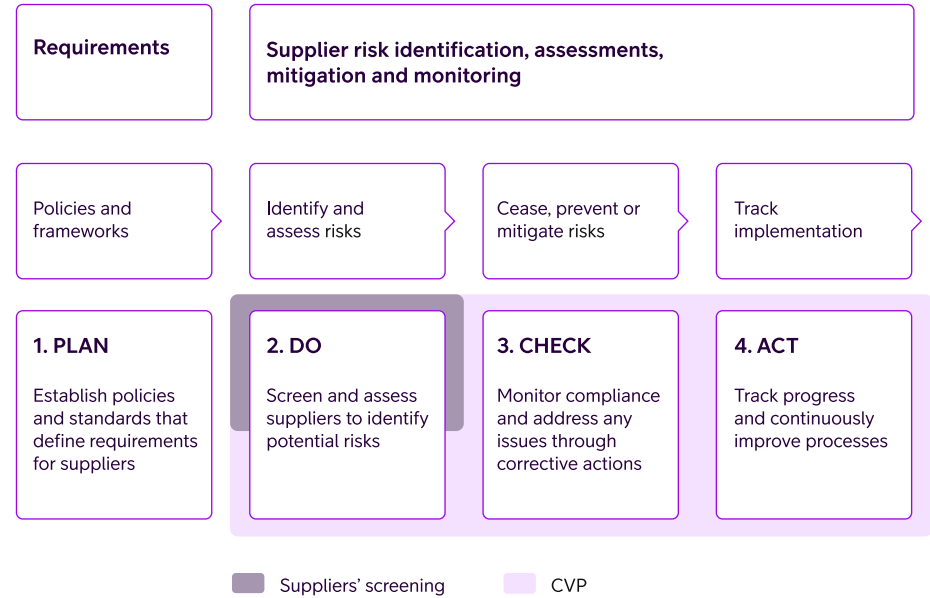 Requirements
Supplier risk identification, assessments,
mitigation and monitoring
Policies and
frameworks
Identify and
assess risks
Cease, prevent or
mitigate risks
Track
implementation
1. PLAN
Establish policies
and standards that
define requirements
for suppliers
2. DO
Screen and assess
suppliers to identify
potential risks
3. CHECK
Monitor compliance
and address any
issues through
corrective actions
4. ACT
Track progress
and continuously
improve processes
Suppliers’ screening
CVP